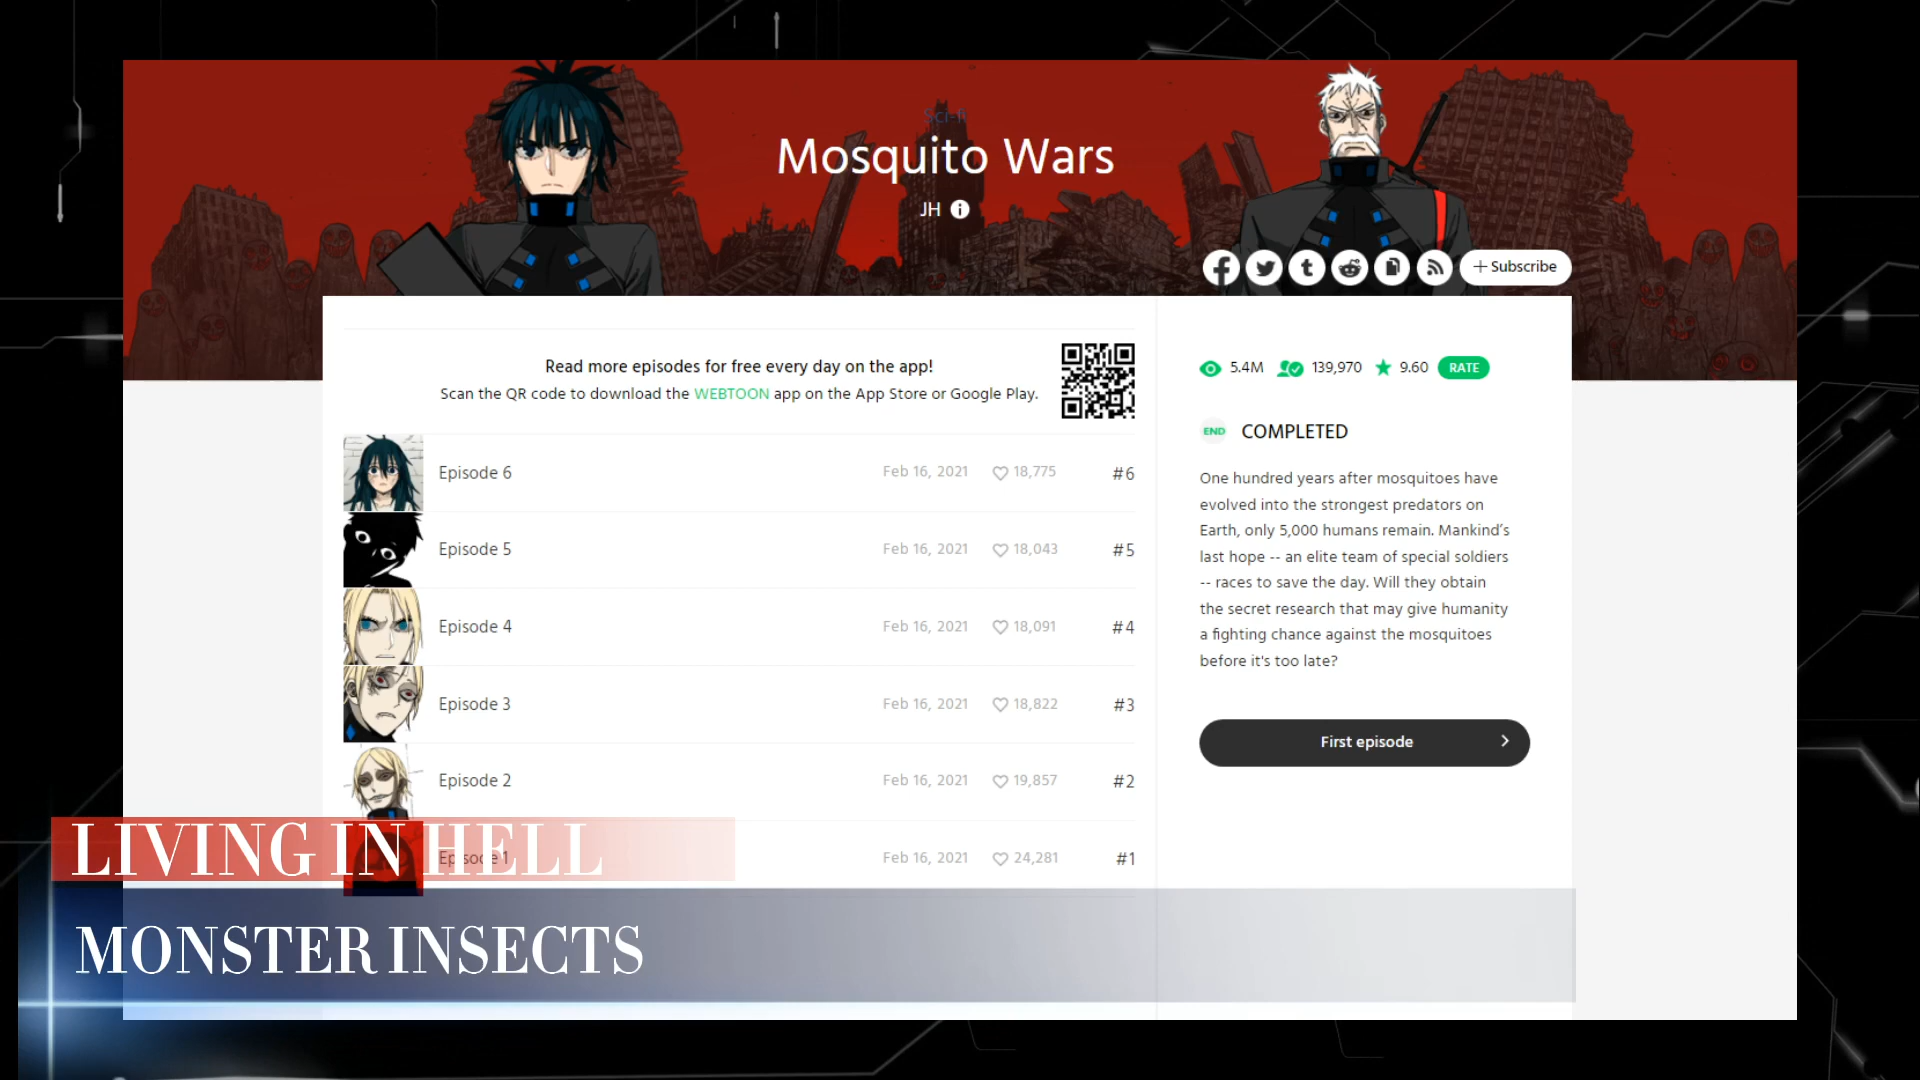 Sci-fi
Mosquito Wars
JH
+ Subscribe
Read more episodes for free every day on the app!
Scan the QR code to download the WEBTOON app on the App Store or Google Play.
Episode 6 Feb 16, 2021 18,775 #6
Episode 5 Feb 16, 2021 18,043 #5
Episode 4 Feb 16, 2021 18,091 #4
Episode 3 Feb 16, 2021 18,822 #3
Episode 2 Feb 16, 2021 19,857 #2
Episode 1 Feb 16, 2021 24,281 #1
5.4M 139,970 9.60 RATE
END COMPLETED
One hundred years after mosquitoes have
evolved into the strongest predators on
Earth, only 5,000 humans remain. Mankind’s
last hope -- an elite team of special soldiers
-- races to save the day. Will they obtain
the secret research that may give humanity
a fighting chance against the mosquitoes
before it's too late?
First episode
LIVING IN HELL
MONSTER INSECTS